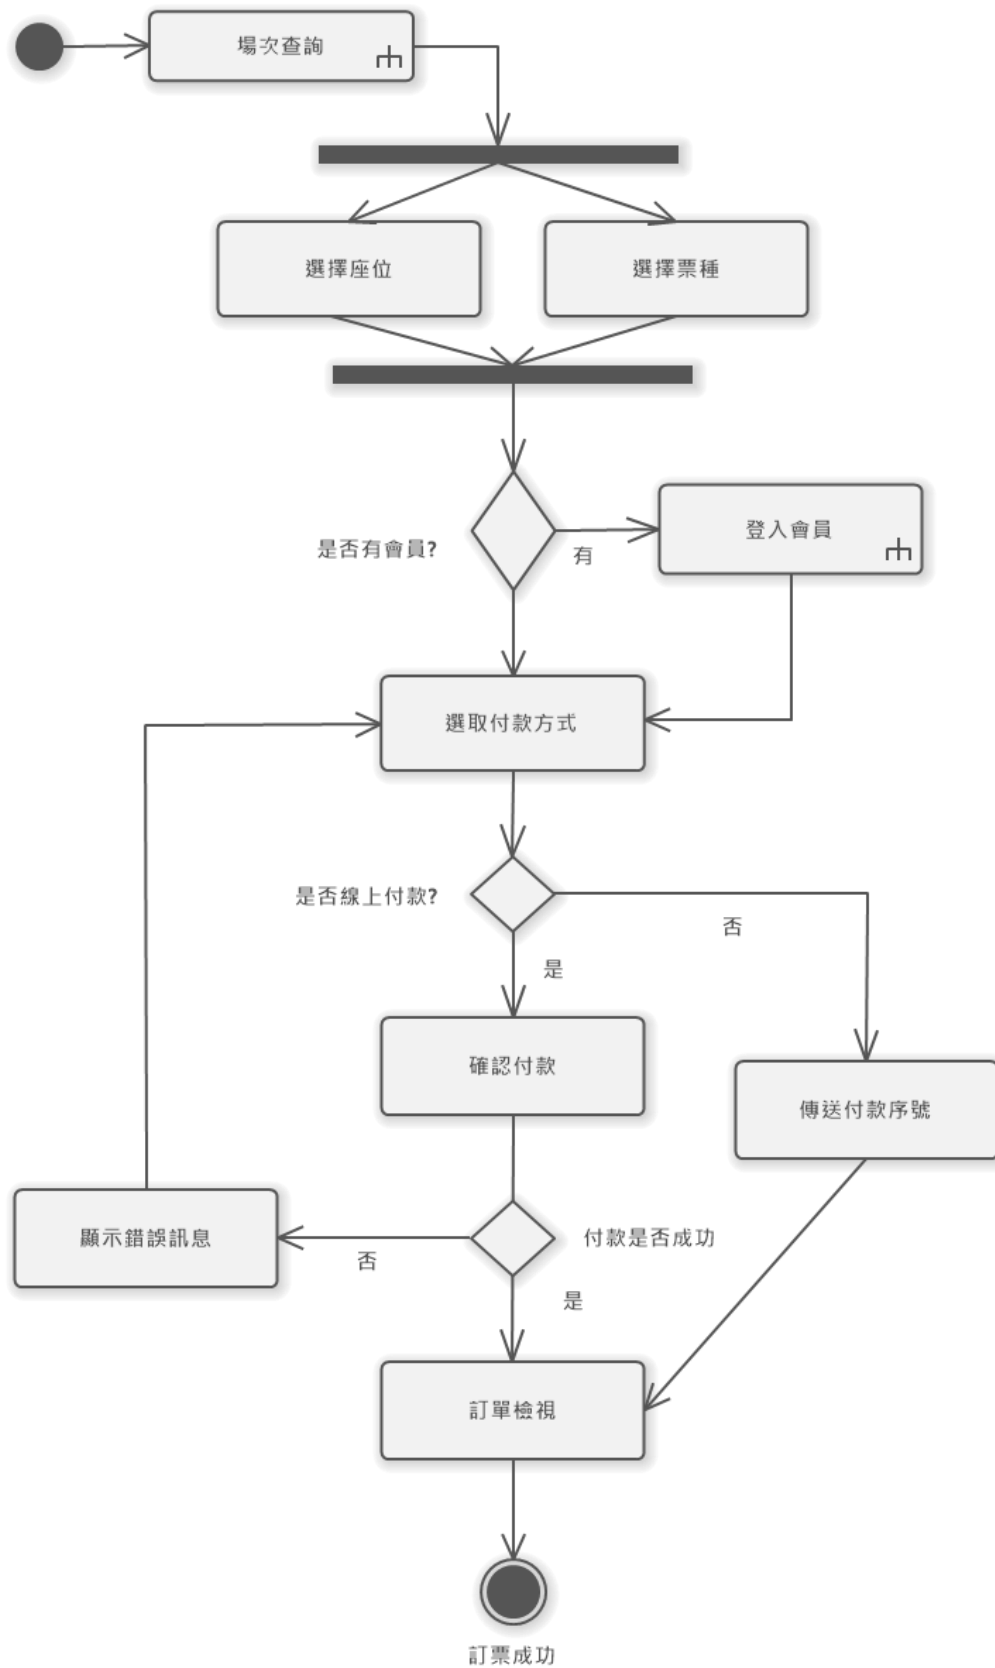 場次查詢
選擇座位
選擇票種
是否有會員?
有
登入會員
選取付款方式
是否線上付款?
否
是
確認付款
傳送付款序號
顯示錯誤訊息
否
付款是否成功
是
訂單檢視
訂票成功